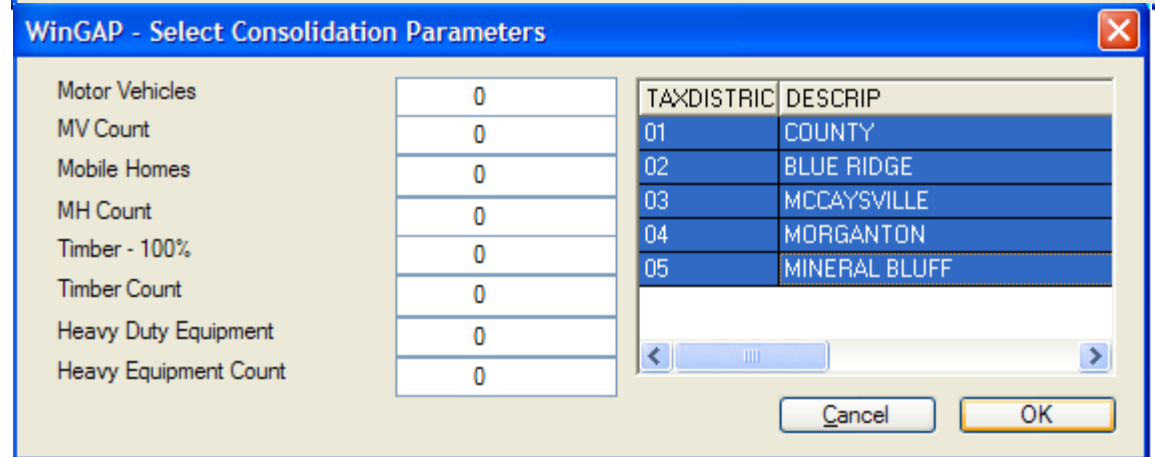 WinGAP - Select Consolidation Parameters
Motor Vehicles 0
MV Count 0
Mobile Homes 0
MH Count 0
Timber - 100% 0
Timber Count 0
Heavy Duty Equipment 0
Heavy Equipment Count 0
TAXDISTRIC DESCRIP
01 COUNTY
02 BLUE RIDGE
03 MCCAYSVILLE
04 MORGANTON
05 MINERAL BLUFF
Cancel OK